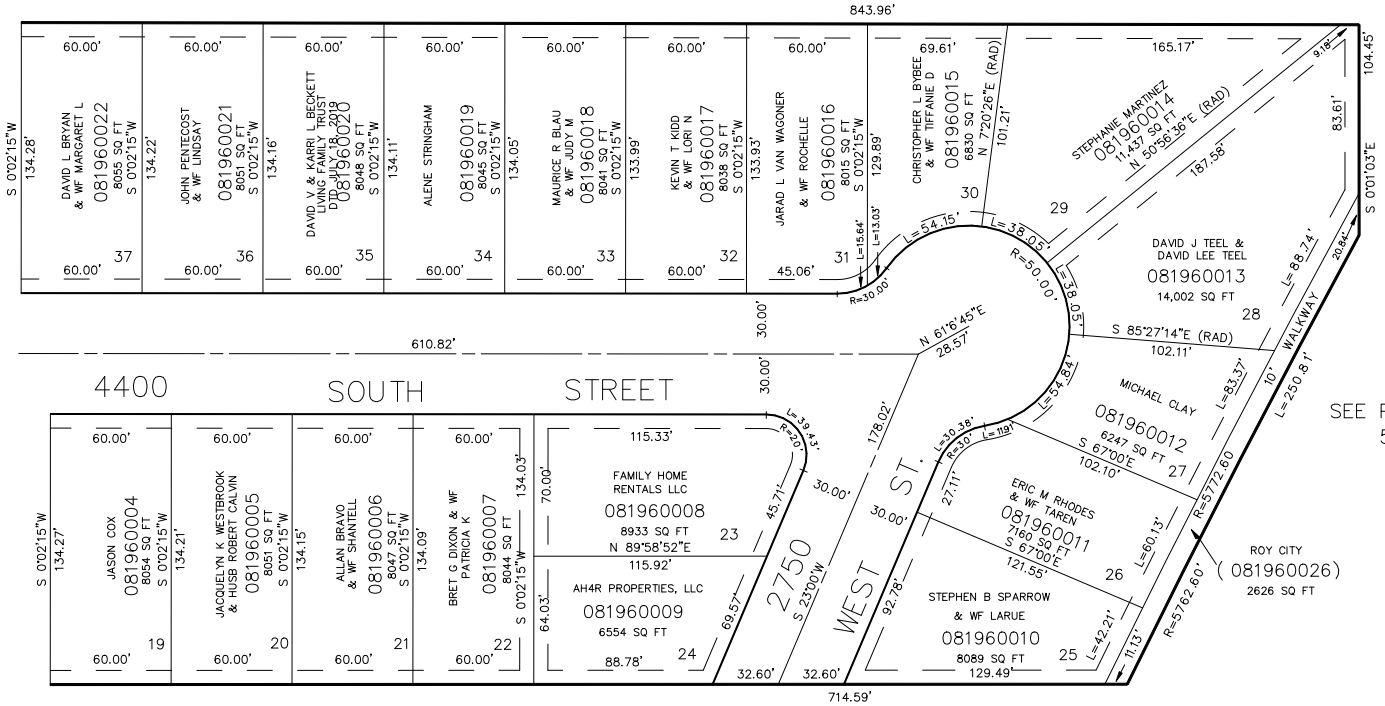 843.96'
60.00'
60.00'
60.00'
60.00'
60.00'
60.00'
60.00'
69.61'
165.17'
9.18'
104.45'
S 0°02'15"W
134.28'
DAVID L BRYAN
& WF MARGARET L
081960022
8055 SQ FT
S 0°02'15"W
134.22'
37
60.00'
JOHN PENTECOST
& WF LINDSAY
081960021
8051 SQ FT
S 0°02'15"W
134.16'
36
60.00'
DAVID V & KARRI L BECKETT
LIVING FAMILY TRUST
DTD JULY 18, 2019
081960020
8048 SQ FT
S 0°02'15"W
134.11'
35
60.00'
ALENE STRINGHAM
081960019
8045 SQ FT
S 0°02'15"W
134.05'
34
60.00'
MAURICE R BLAU
& WF JUDY M
081960018
8041 SQ FT
S 0°02'15"W
133.99'
33
60.00'
KEVIN T KIDD
& WF LORI N
081960017
8038 SQ FT
S 0°02'15"W
133.93'
32
60.00'
JARAD L VAN WAGONER
& WF ROCHELLE
081960016
8015 SQ FT
S 0°02'15"W
129.89'
31
45.06'
L=15.64'
L=13.03'
R=30.00'
CHRISTOPHER L BYBEE
& WF TIFFANIE D
081960015
6830 SQ FT
N 7°20'26"E (RAD)
101.21'
30
L=54.15'
STEPHANIE MARTINEZ
081960014
11,437 SQ FT
N 50°56'36"E (RAD)
187.58'
29
L=38.05'
R=50.00'
83.61'
S 0°01'03"E
20.84'
DAVID J TEEL &
DAVID LEE TEEL
081960013
14,002 SQ FT
28
L=38.05'
L=88.74'
S 85°27'14"E (RAD)
102.11'
WALKWAY
10'
L=250.81'
30.00'
610.82'
N 61°6'45"E
28.57'
30.00'
4400 SOUTH STREET
MICHAEL CLAY
081960012
6247 SQ FT
S 67°00'E
102.10'
27
L=54.84'
L=83.37'
SEE P
5
60.00'
60.00'
60.00'
60.00'
115.33'
L=39.43'
R=20'
178.02'
L=30.38'
R=30'
L=1.19'
S 0°02'15"W
134.27'
JASON COX
081960004
8054 SQ FT
S 0°02'15"W
134.21'
19
60.00'
JACQUELYN K WESTBROOK
& HUSB ROBERT CALVIN
081960005
8051 SQ FT
S 0°02'15"W
134.15'
20
60.00'
ALLAN BRAVO
& WF SHANTELL
081960006
8047 SQ FT
S 0°02'15"W
134.09'
21
60.00'
BRET G DIXON & WF
PATRICIA K
081960007
8044 SQ FT
S 0°02'15"W
134.03'
22
60.00'
70.00'
FAMILY HOME
RENTALS LLC
081960008
8933 SQ FT
23
N 89°58'52"E
115.92'
45.71'
30.00'
64.03'
AH4R PROPERTIES, LLC
081960009
6554 SQ FT
24
88.78'
69.57'
2750 WEST ST.
S 23°00'W
30.00'
27.11'
92.78'
32.60'
32.60'
ERIC M RHODES
& WF TAREN
081960011
7160 SQ FT
S 67°00'E
121.55'
26
L=60.13'
R=5772.60
R=5762.60'
ROY CITY
( 081960026)
2626 SQ FT
STEPHEN B SPARROW
& WF LARUE
081960010
8089 SQ FT
25
129.49'
L=42.21'
11.13'
714.59'